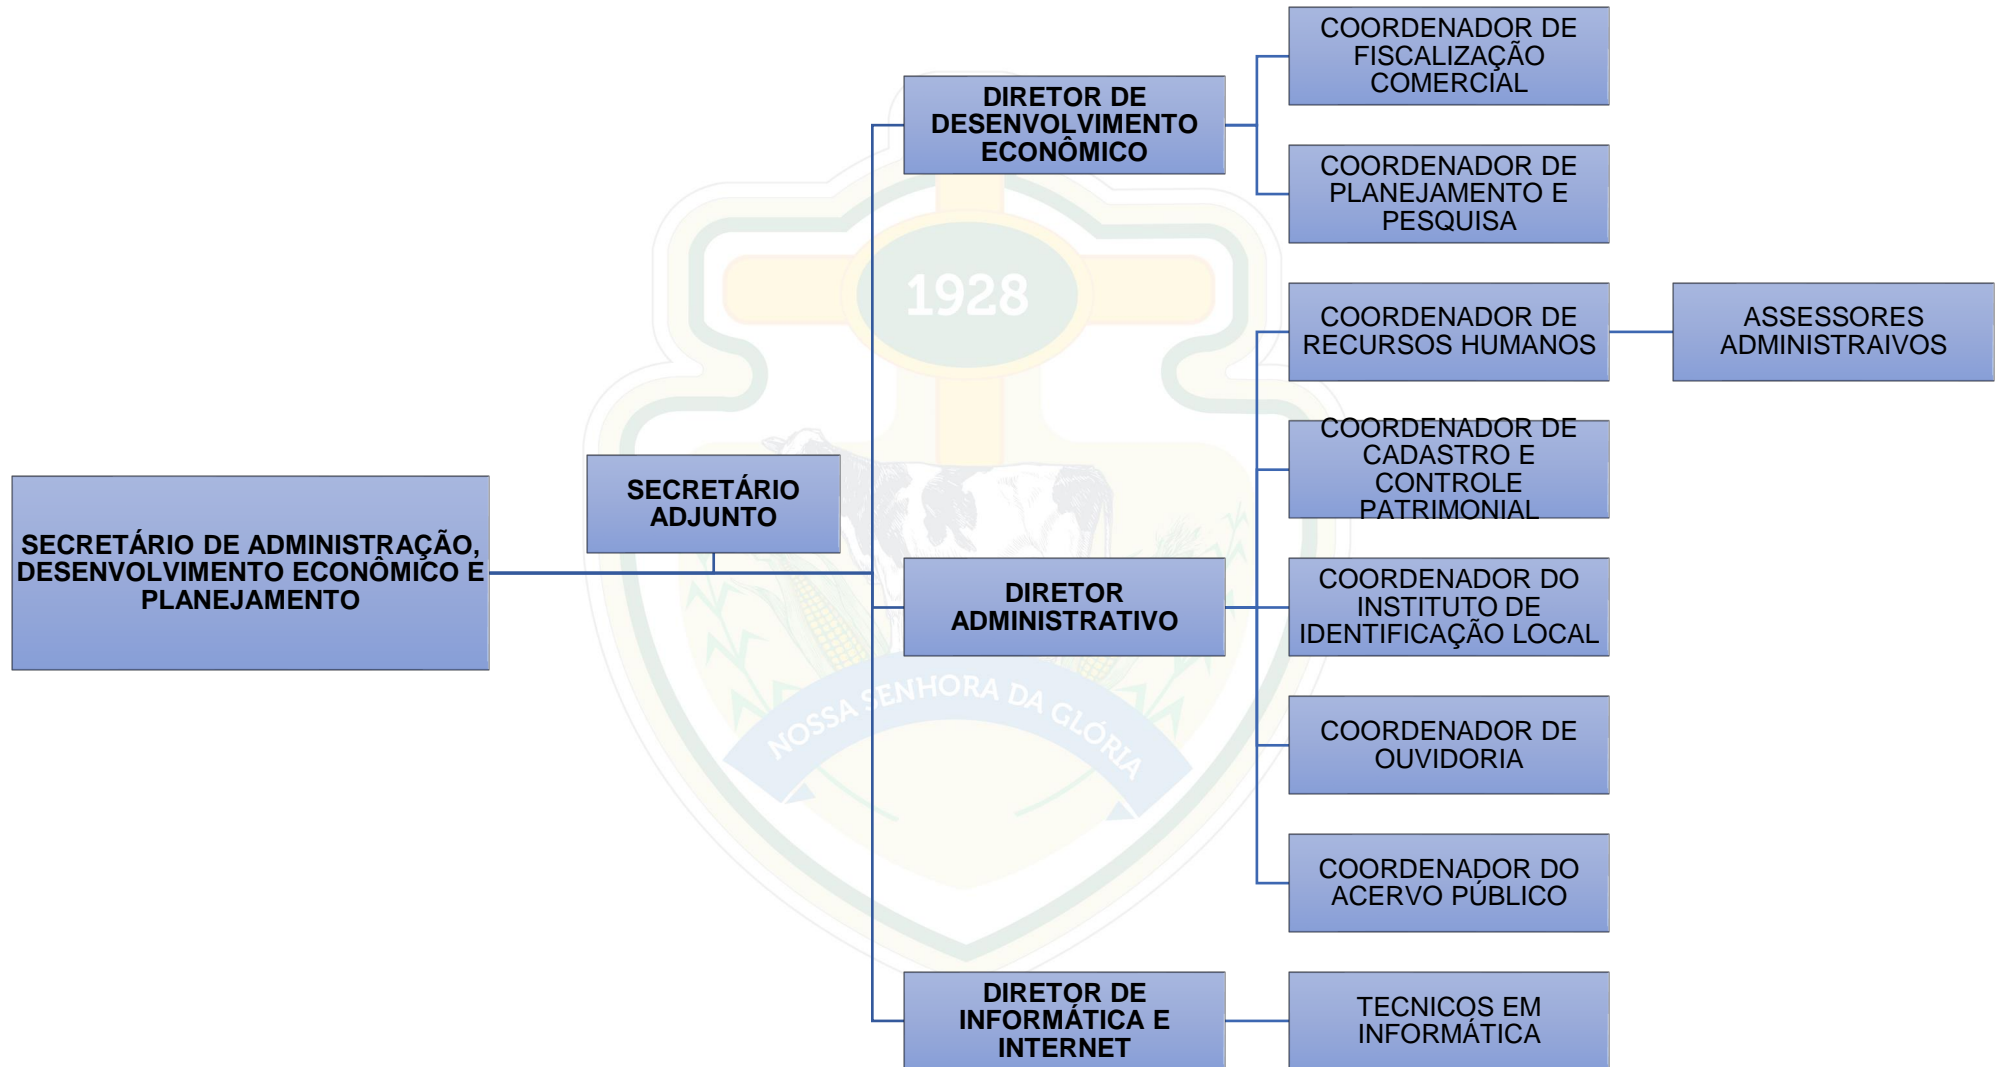 COORDENADOR DE
FISCALIZAÇÃO
COMERCIAL
DIRETOR DE
DESENVOLVIMENTO
ECONÔMICO
COORDENADOR DE
PLANEJAMENTO E
PESQUISA
1928
COORDENADOR DE
RECURSOS HUMANOS
ASSESSORES
ADMINISTRAIVOS
COORDENADOR DE
CADASTRO E
CONTROLE
PATRIMONIAL
SECRETÁRIO
ADJUNTO
SECRETÁRIO DE ADMINISTRAÇÃO,
DESENVOLVIMENTO ECONÔMICO E
PLANEJAMENTO
DIRETOR
ADMINISTRATIVO
COORDENADOR DO
INSTITUTO DE
IDENTIFICAÇÃO LOCAL
NOSSA SENHORA DA GLÓRIA
COORDENADOR DE
OUVIDORIA
COORDENADOR DO
ACERVO PÚBLICO
DIRETOR DE
INFORMÁTICA E
INTERNET
TECNICOS EM
INFORMÁTICA